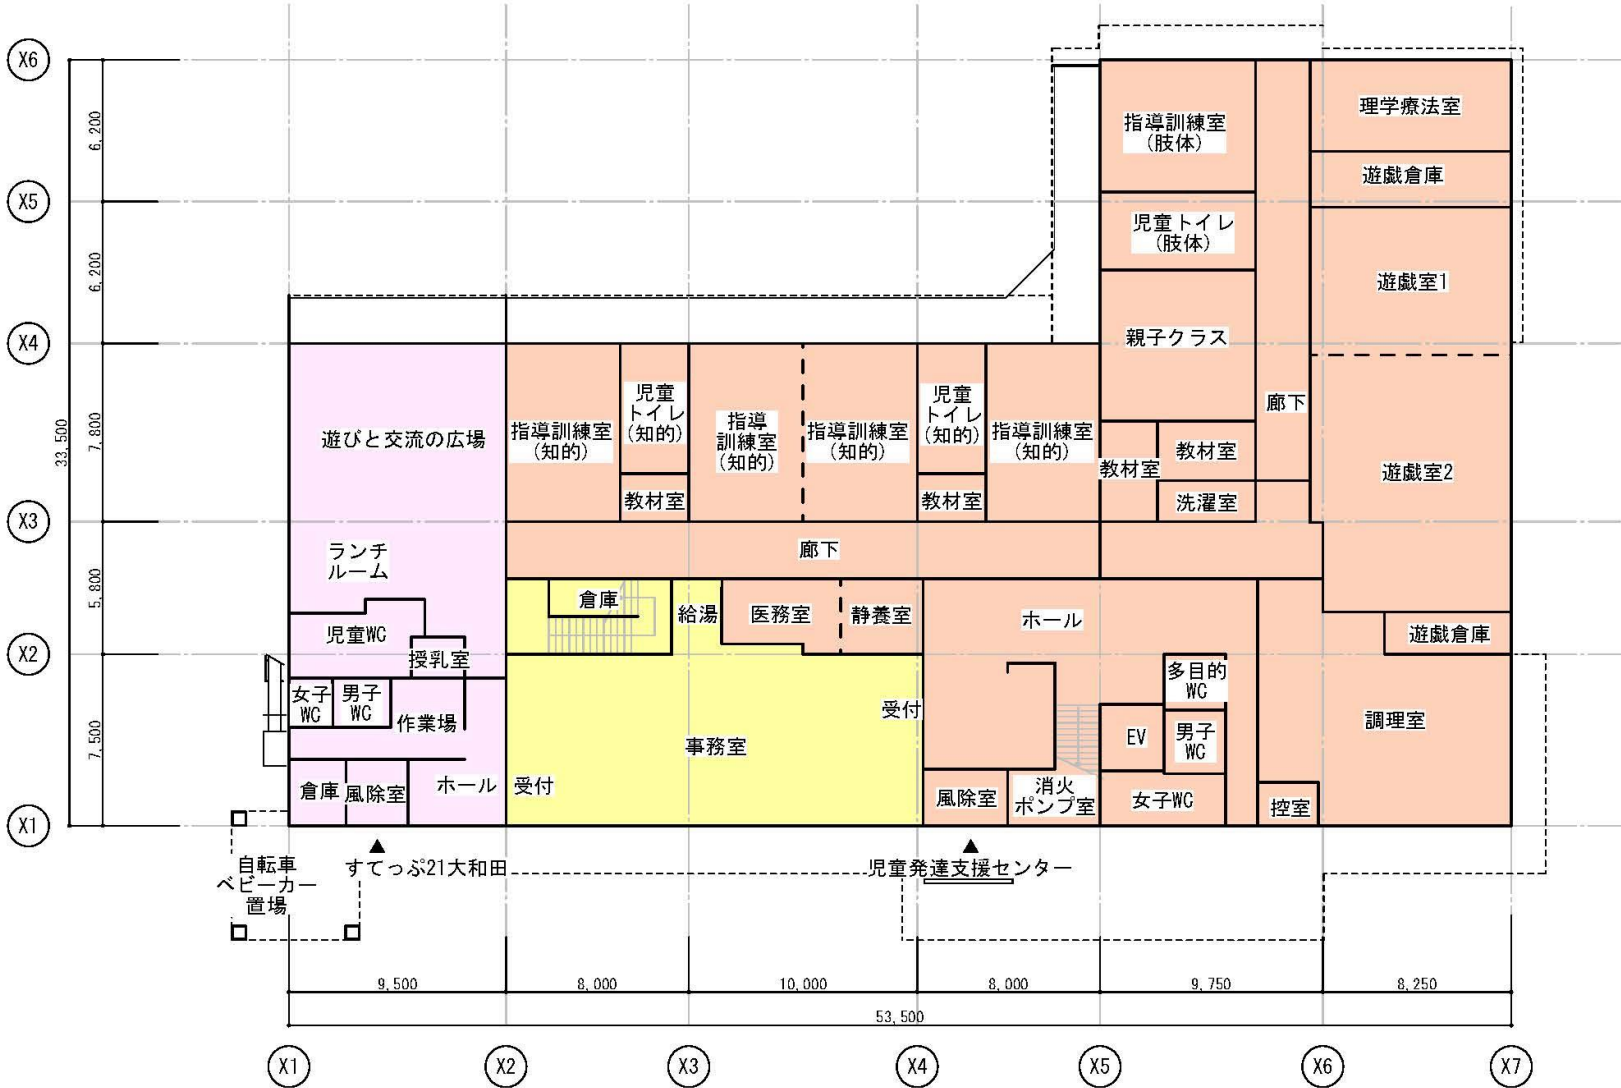 X6
6,200
指導訓練室
(肢体)
理学療法室
遊戯倉庫
X5
児童トイレ
(肢体)
6,200
遊戯室1
X4
親子クラス
33,500
7,800
遊びと交流の広場
指導訓練室
(知的)
児童
トイレ
(知的)
教材室
指導
訓練室
(知的)
指導訓練室
(知的)
児童
トイレ
(知的)
教材室
指導訓練室
(知的)
教材室
教材室
洗濯室
廊下
遊戯室2
X3
ランチ
ルーム
廊下
5,800
倉庫
給湯
医務室
静養室
ホール
児童WC
遊戯倉庫
X2
授乳室
女子
WC
男子
WC
作業場
受付
多目的
WC
調理室
7,500
事務室
EV
男子
WC
倉庫
風除室
ホール
受付
風除室
消火
ポンプ室
女子WC
控室
X1
自転車
ベビーカー
置場
すてっぷ21大和田
児童発達支援センター
9,500
8,000
10,000
8,000
9,750
8,250
53,500
X1
X2
X3
X4
X5
X6
X7